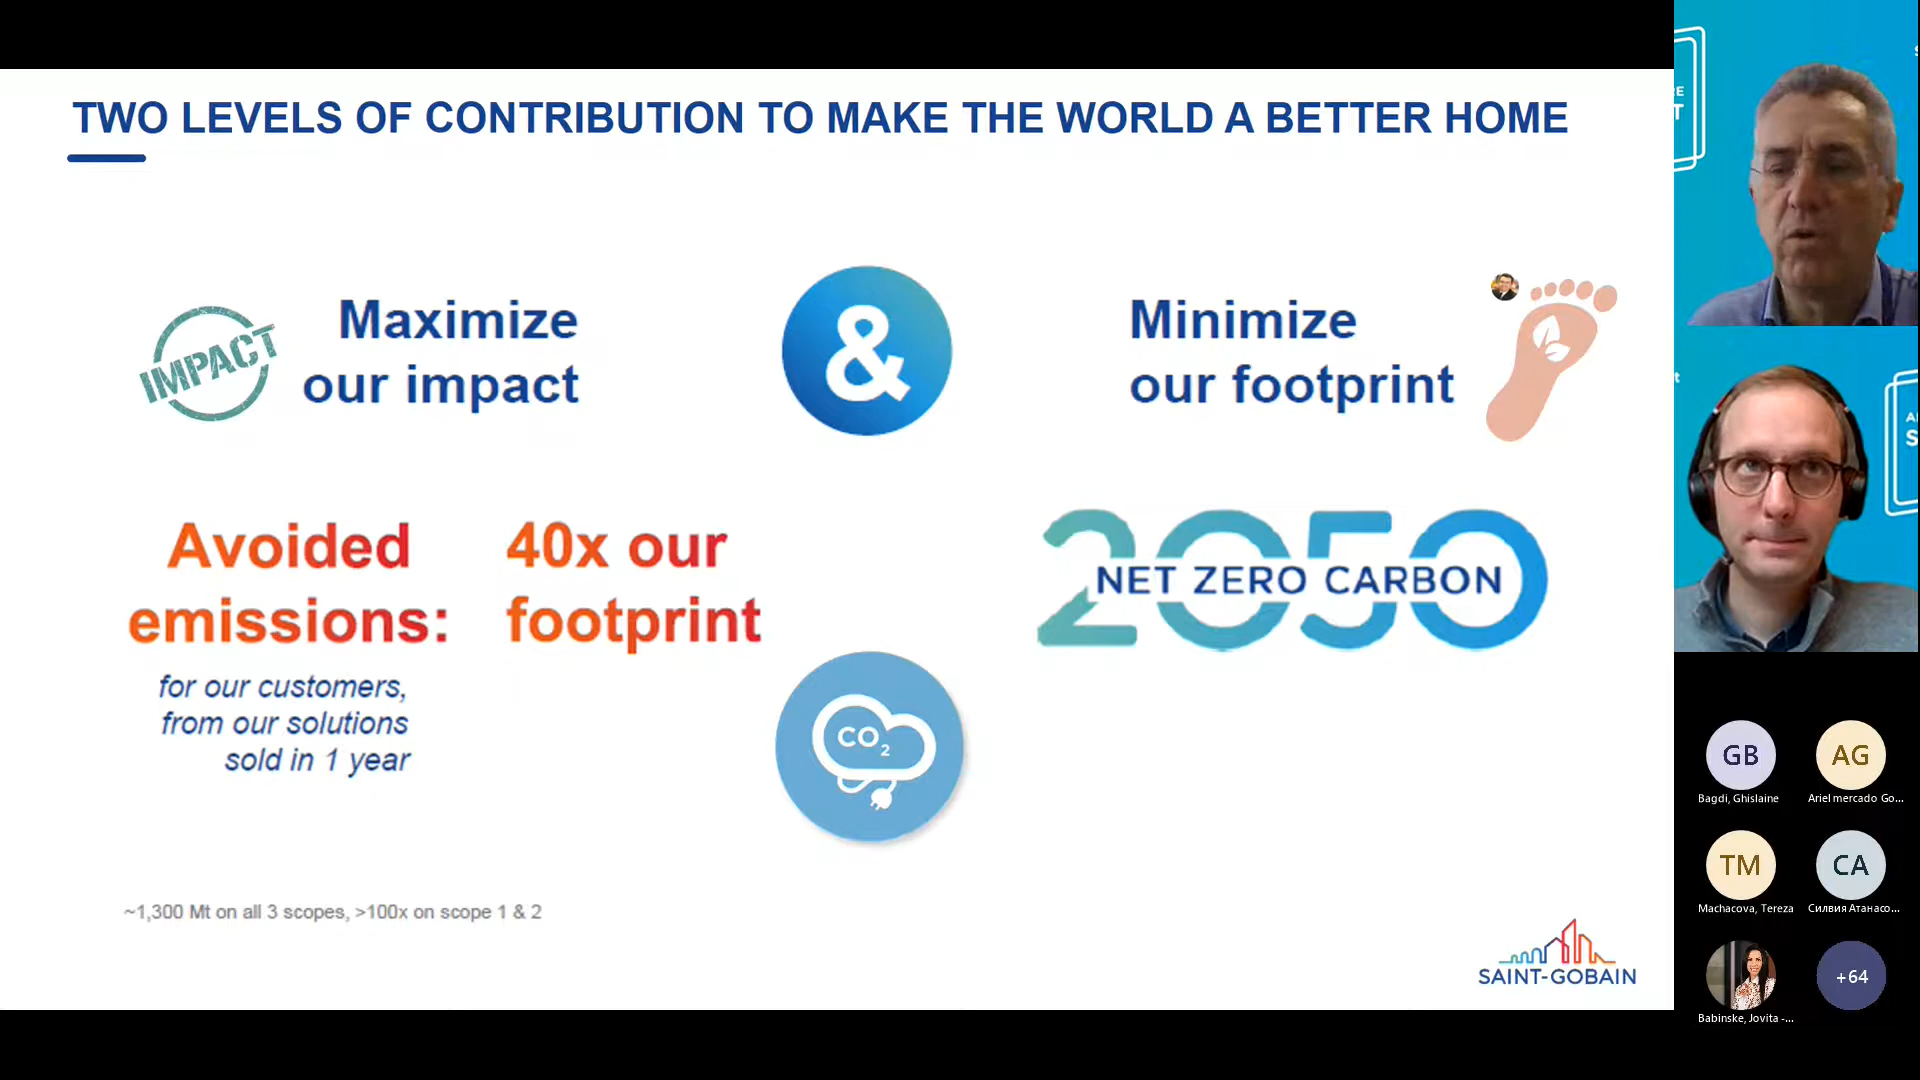 TWO LEVELS OF CONTRIBUTION TO MAKE THE WORLD A BETTER HOME
IMPACT
Maximize
our impact
&
Minimize
our footprint
Avoided
emissions:
40x our
footprint
for our customers,
from our solutions
sold in 1 year
2050
NET ZERO CARBON
CO2
~1,300 Mt on all 3 scopes, >100x on scope 1 & 2
SAINT-GOBAIN
GB
Bagdi, Ghislaine
AG
Ariel mercado Go...
TM
Machacova, Tereza
CA
Силвия Атанасо...
Babinske, Jovita -...
+64